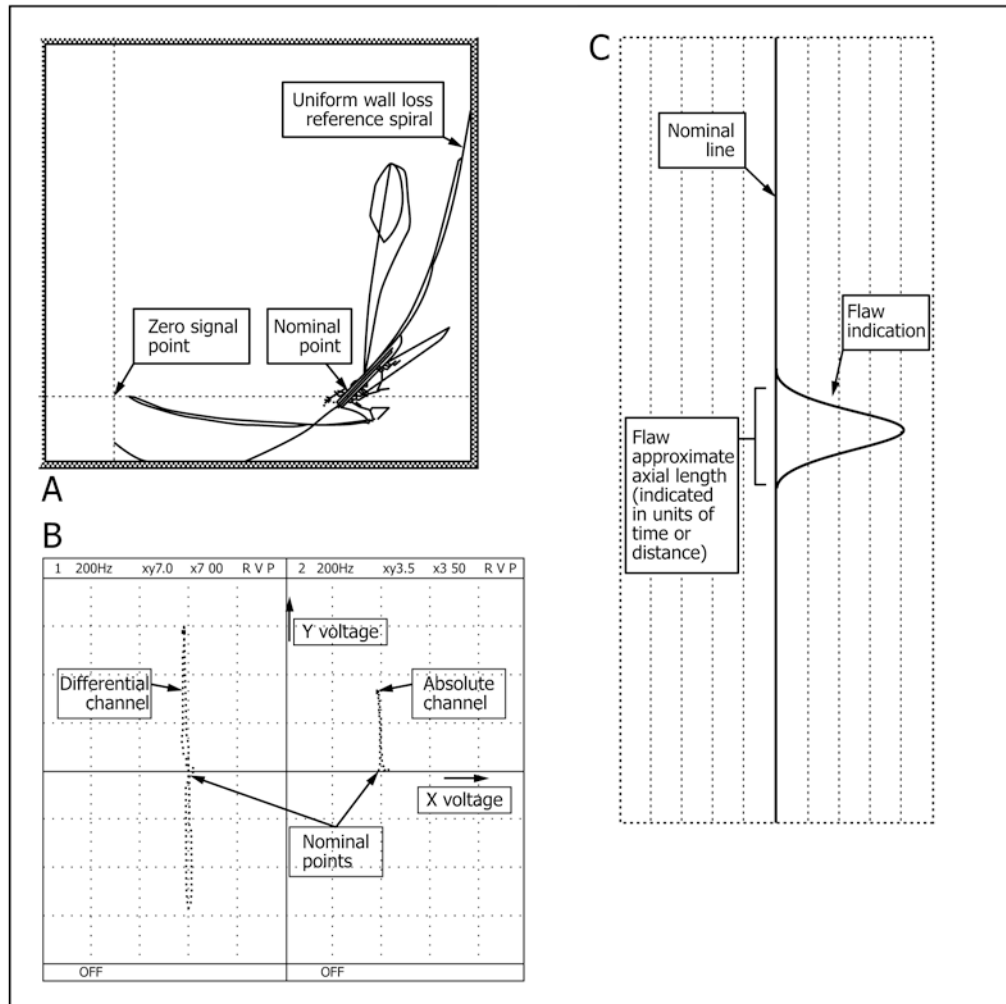 Uniform wall loss
reference spiral
Zero signal
point
Nominal
point
A
B
1 200Hz xy7.0 x7 00 R V P 2 200Hz xy3.5 x3 50 R V P
Y voltage
Differential
channel
Absolute
channel
X voltage
Nominal
points
OFF OFF
C
Nominal
line
Flaw
indication
Flaw
approximate
axial length
(indicated
in units of
time or
distance)